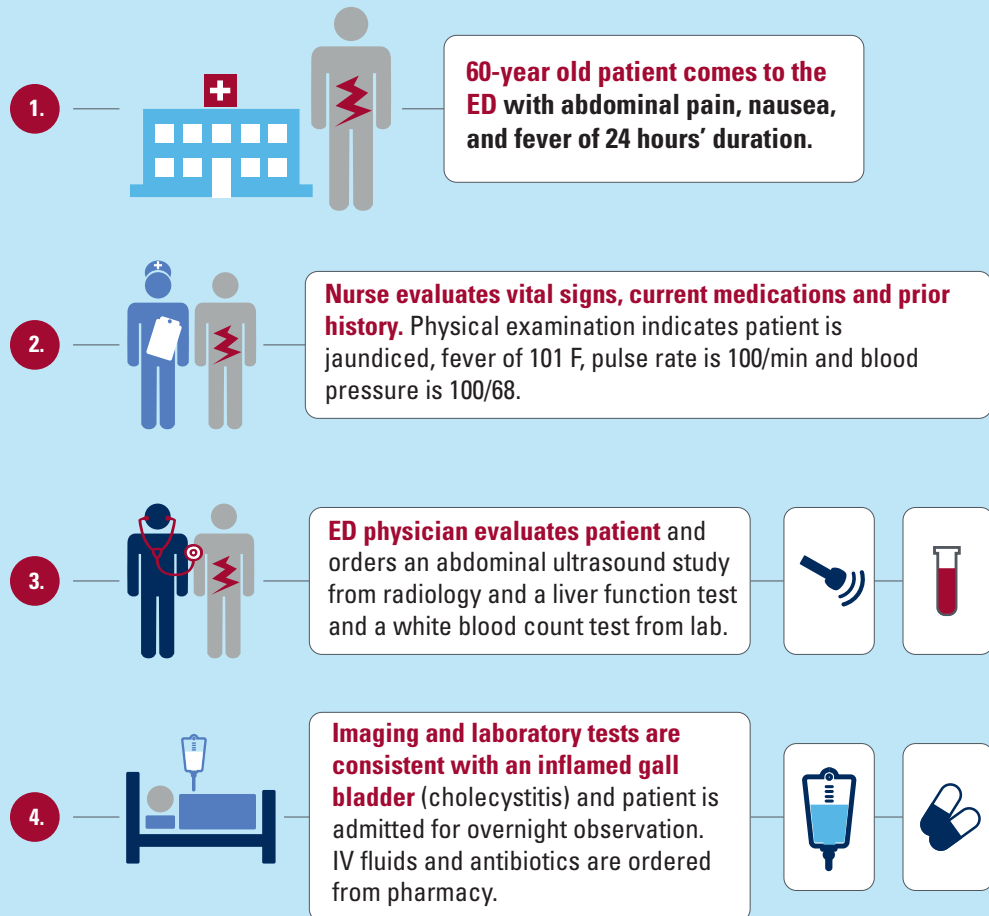 1.
60-year old patient comes to the
ED with abdominal pain, nausea,
and fever of 24 hours’ duration.
2.
Nurse evaluates vital signs, current medications and prior
history. Physical examination indicates patient is
jaundiced, fever of 101 F, pulse rate is 100/min and blood
pressure is 100/68.
3.
ED physician evaluates patient and
orders an abdominal ultrasound study
from radiology and a liver function test
and a white blood count test from lab.
4.
Imaging and laboratory tests are
consistent with an inflamed gall
bladder (cholecystitis) and patient is
admitted for overnight observation.
IV fluids and antibiotics are ordered
from pharmacy.